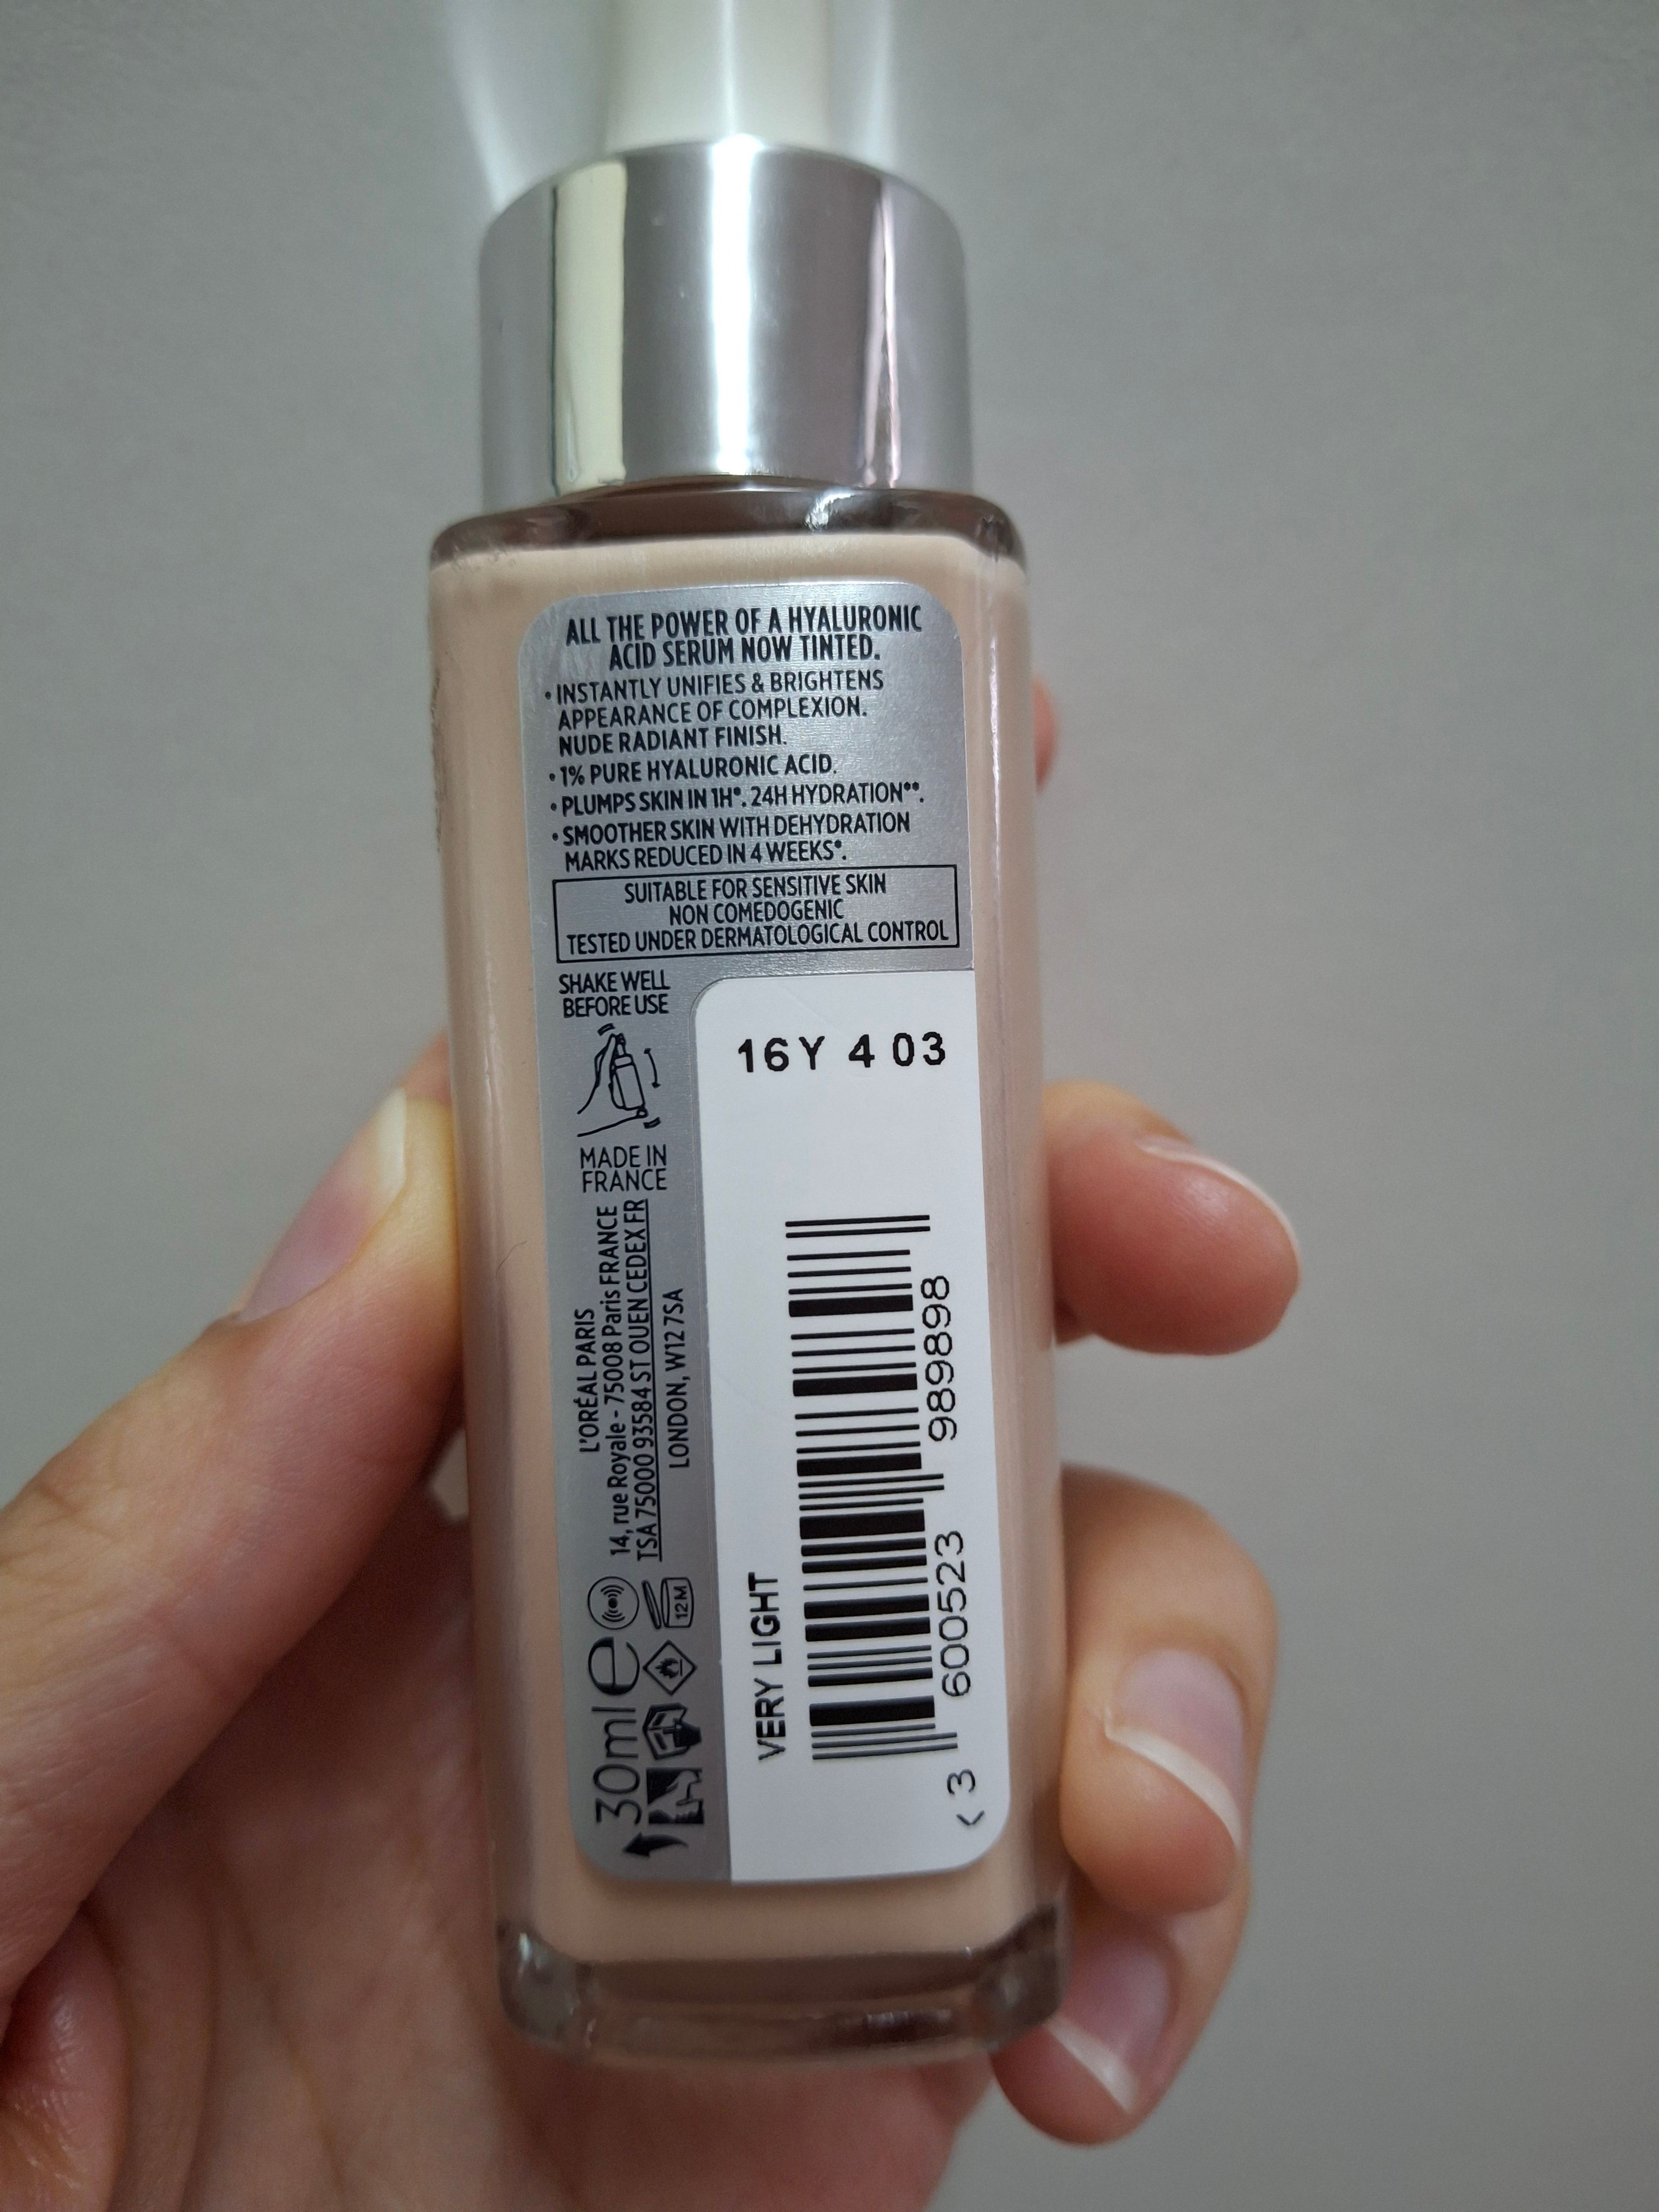 ALL THE POWER OF A HYALURONIC
ACID SERUM NOW TINTED.
• INSTANTLY UNIFIES & BRIGHTENS
APPEARANCE OF COMPLEXION.
NUDE RADIANT FINISH.
• 1% PURE HYALURONIC ACID.
• PLUMPS SKIN IN 1H*. 24H HYDRATION**.
• SMOOTHER SKIN WITH DEHYDRATION
MARKS REDUCED IN 4 WEEKS*.
SUITABLE FOR SENSITIVE SKIN
NON COMEDOGENIC
TESTED UNDER DERMATOLOGICAL CONTROL
SHAKE WELL
BEFORE USE
MADE IN
FRANCE
L'ORÉAL PARIS
14, rue Royale - 75008 Paris FRANCE
TSA 75000 93584 ST OUEN CEDEX FR
LONDON, W12 7SA
30ml e
12M
16Y 4 03
VERY LIGHT
< 3 600523 989898